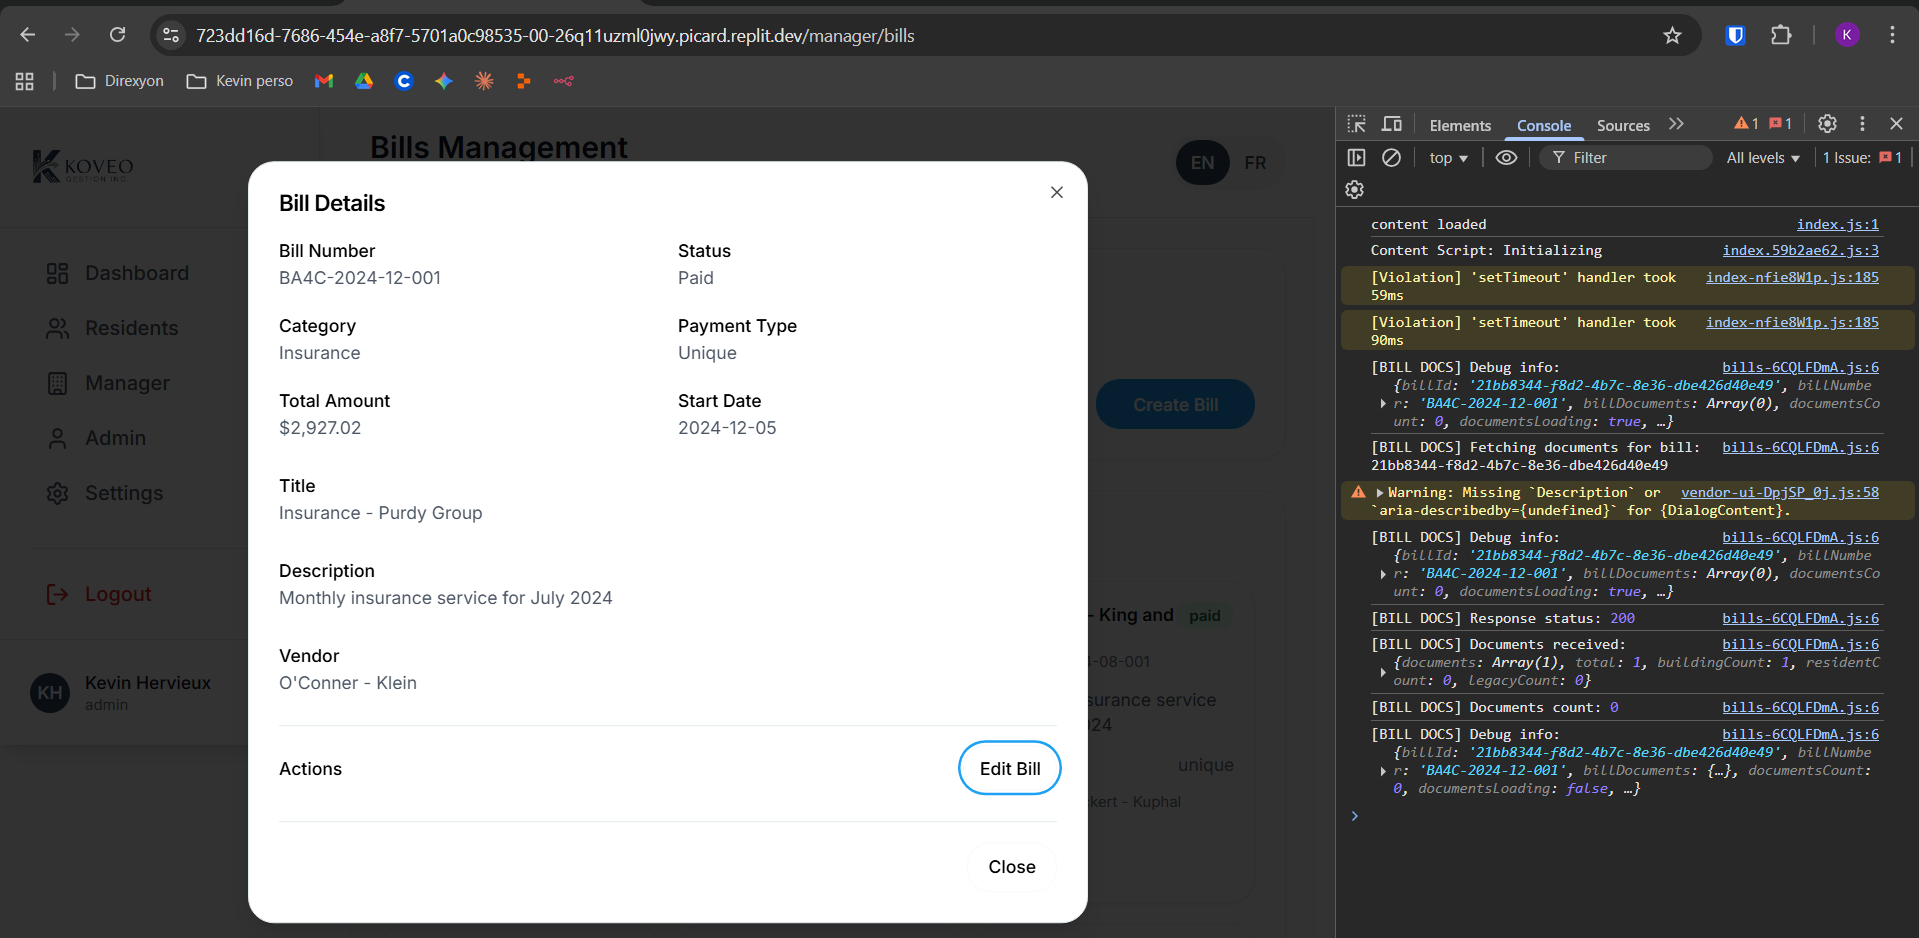 723dd16d-7686-454e-a8f7-5701a0c98535-00-26q11uzml0jwy.picard.replit.dev/manager/bills
K
Direxyon
Kevin perso
KOVEO
GESTION INC.
Bills Management
EN FR
Dashboard
Residents
Manager
Admin
Settings
Logout
KH
Kevin Hervieux
admin
Create Bill
- King and paid
-08-001
surance service
24
unique
kert - Kuphal
Bill Details
Bill Number
BA4C-2024-12-001
Status
Paid
Category
Insurance
Payment Type
Unique
Total Amount
$2,927.02
Start Date
2024-12-05
Title
Insurance - Purdy Group
Description
Monthly insurance service for July 2024
Vendor
O'Conner - Klein
Actions
Edit Bill
Close
Elements Console Sources 1 1
top Filter All levels 1 Issue: 1
content loaded index.js:1
Content Script: Initializing index.59b2ae62.js:3
[Violation] 'setTimeout' handler took index-nfie8W1p.js:185
59ms
[Violation] 'setTimeout' handler took index-nfie8W1p.js:185
90ms
[BILL DOCS] Debug info: bills-6CQLFDmA.js:6
{billId: '21bb8344-f8d2-4b7c-8e36-dbe426d40e49', billNumbe
r: 'BA4C-2024-12-001', billDocuments: Array(0), documentsCo
unt: 0, documentsLoading: true, …}
[BILL DOCS] Fetching documents for bill: bills-6CQLFDmA.js:6
21bb8344-f8d2-4b7c-8e36-dbe426d40e49
Warning: Missing `Description` or vendor-ui-DpjSP_0j.js:58
`aria-describedby={undefined}` for {DialogContent}.
[BILL DOCS] Debug info: bills-6CQLFDmA.js:6
{billId: '21bb8344-f8d2-4b7c-8e36-dbe426d40e49', billNumbe
r: 'BA4C-2024-12-001', billDocuments: Array(0), documentsCo
unt: 0, documentsLoading: true, …}
[BILL DOCS] Response status: 200 bills-6CQLFDmA.js:6
[BILL DOCS] Documents received: bills-6CQLFDmA.js:6
{documents: Array(1), total: 1, buildingCount: 1, residentC
ount: 0, legacyCount: 0}
[BILL DOCS] Documents count: 0 bills-6CQLFDmA.js:6
[BILL DOCS] Debug info: bills-6CQLFDmA.js:6
{billId: '21bb8344-f8d2-4b7c-8e36-dbe426d40e49', billNumbe
r: 'BA4C-2024-12-001', billDocuments: {…}, documentsCount:
0, documentsLoading: false, …}